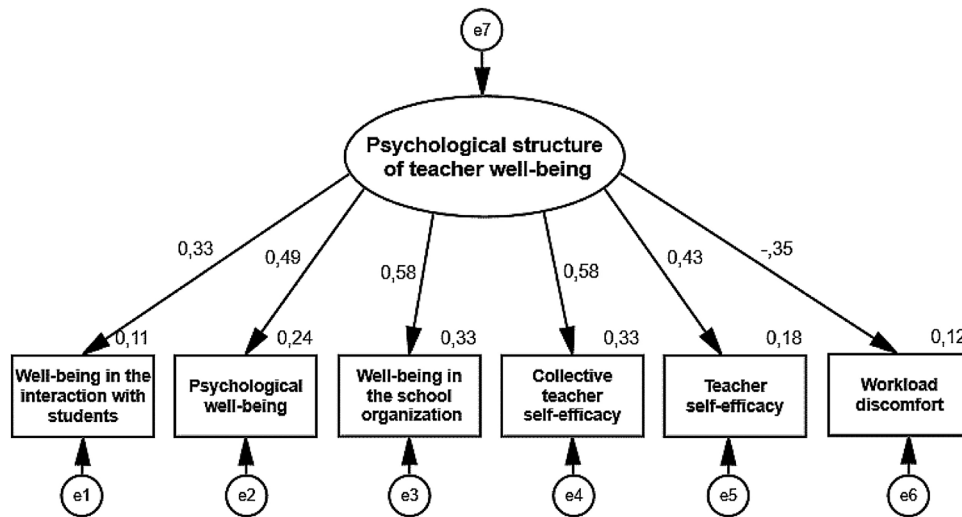 e7
Psychological structure
of teacher well-being
0,33
0,49
0,58
0,58
0,43
-,35
0,11
0,24
0,33
0,33
0,18
0,12
Well-being in the
interaction with
students
Psychological
well-being
Well-being in
the school
organization
Collective
teacher
self-efficacy
Teacher
self-efficacy
Workload
discomfort
e1
e2
e3
e4
e5
e6